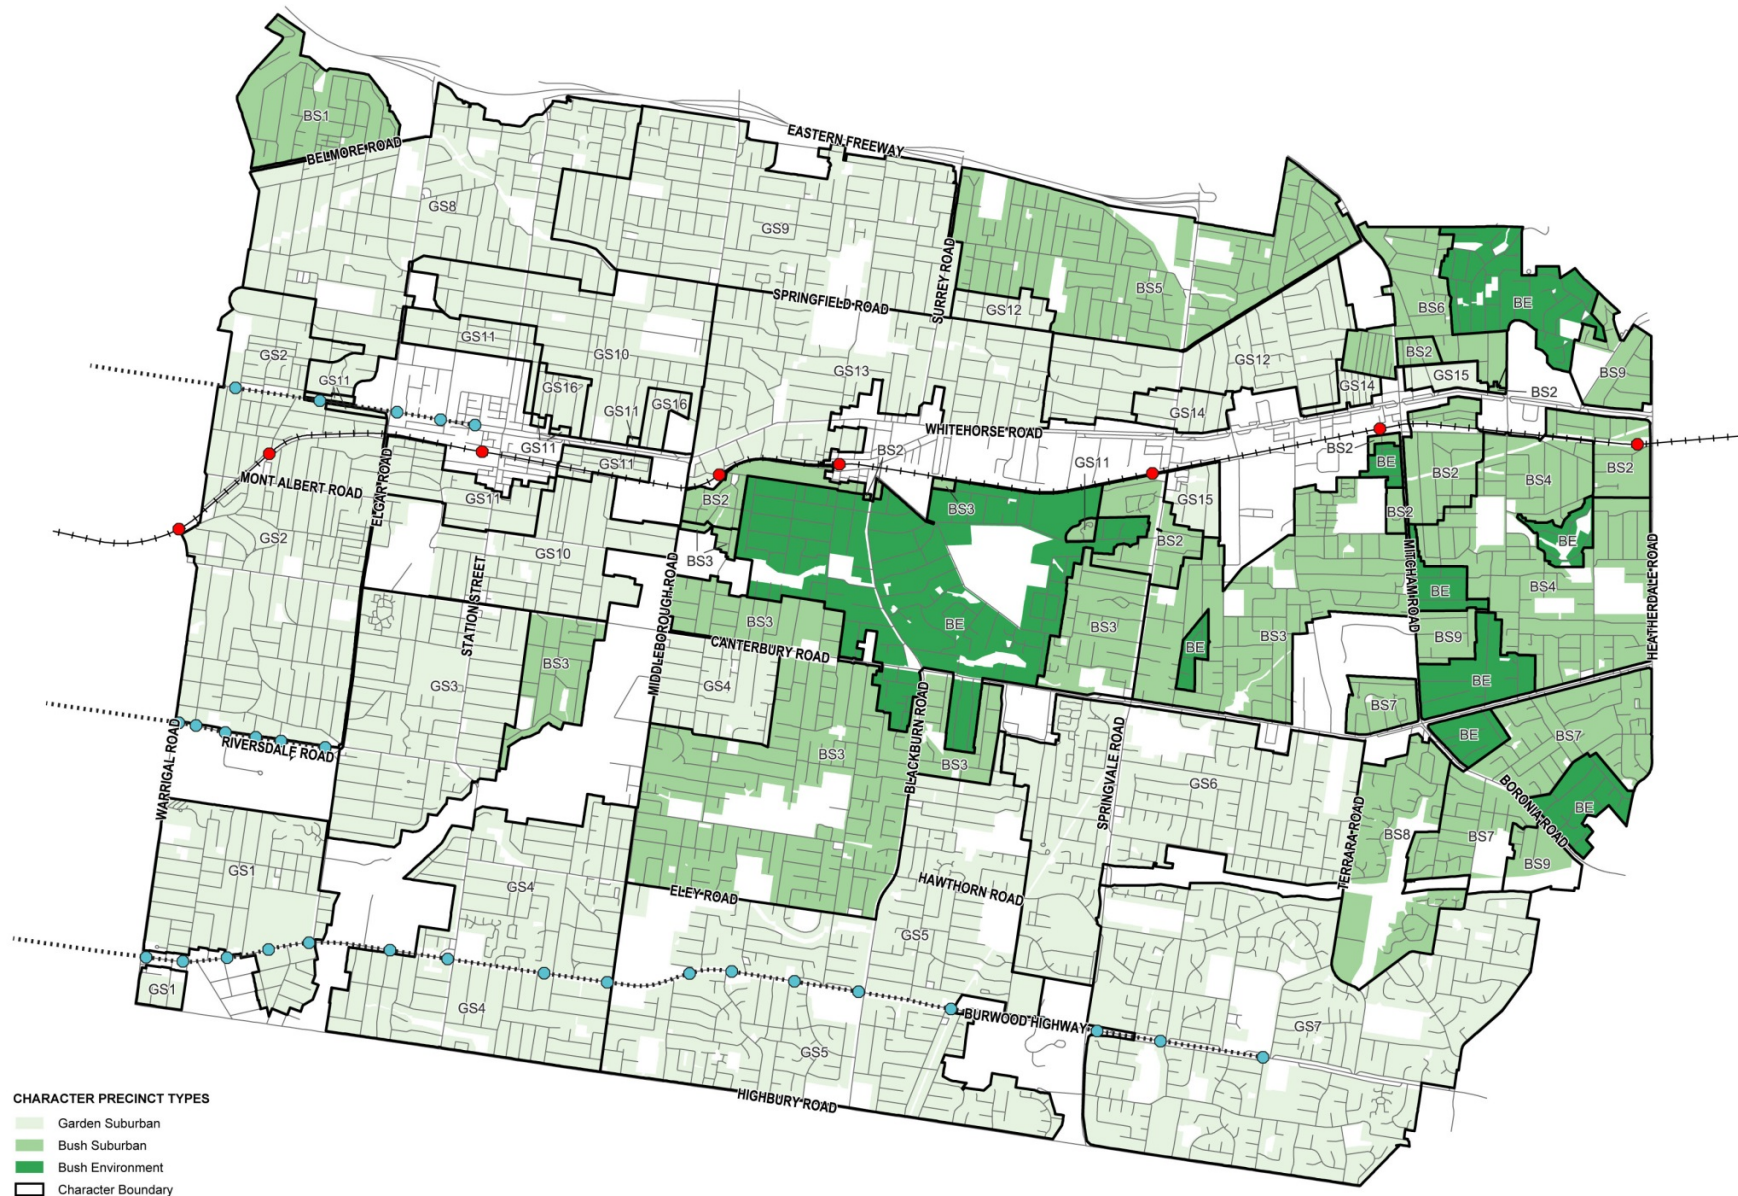 BS1
EASTERN FREEWAY
BELMORE ROAD
GS8
GS9
SURREY ROAD
BS5
BS6
BE
SPRINGFIELD ROAD
GS12
GS11
GS2
GS10
GS13
GS12
BS2
GS15
BS9
GS11
GS16
GS14
BS2
GS11
GS16
GS14
WHITEHORSE ROAD
GS11
BS2
GS11
GS11
BS2
BE
BS2
BS4
BS2
MONT ALBERT ROAD
ELGAR ROAD
GS11
BS2
BS3
GS15
BS2
GS2
GS10
BS3
BS2
BE
MITCHAM ROAD
HEATHERDALE ROAD
STATION STREET
MIDDLEBOROUGH ROAD
BE
BS4
BS3
BE
BS3
BS3
BS9
CANTERBURY ROAD
BS3
BE
GS3
GS4
BE
BS7
BLACKBURN ROAD
WARRIGAL ROAD
RIVERSDALE ROAD
BS3
BS3
SPRINGVALE ROAD
GS6
BE
BS7
BORONIA ROAD
BE
TERRARA ROAD
BS8
BS7
BS9
GS1
GS4
ELEY ROAD
HAWTHORN ROAD
GS5
GS1
GS4
BURWOOD HIGHWAY
GS7
GS5
HIGHBURY ROAD
CHARACTER PRECINCT TYPES
Garden Suburban
Bush Suburban
Bush Environment
Character Boundary